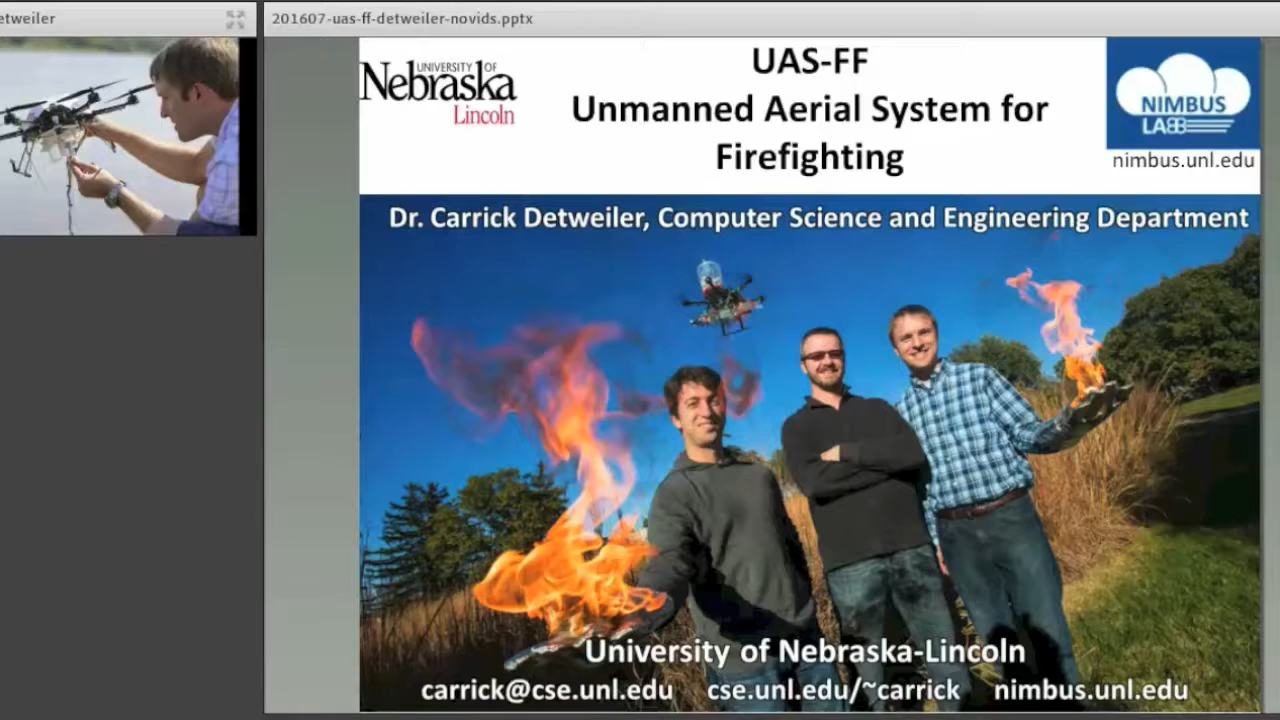 etweiler
201607-uas-ff-detweiler-novids.pptx
UNIVERSITY OF
Nebraska
Lincoln
UAS-FF
Unmanned Aerial System for
Firefighting
NIMBUS
LAB
nimbus.unl.edu
Dr. Carrick Detweiler, Computer Science and Engineering Department
University of Nebraska-Lincoln
carrick@cse.unl.edu cse.unl.edu/~carrick nimbus.unl.edu